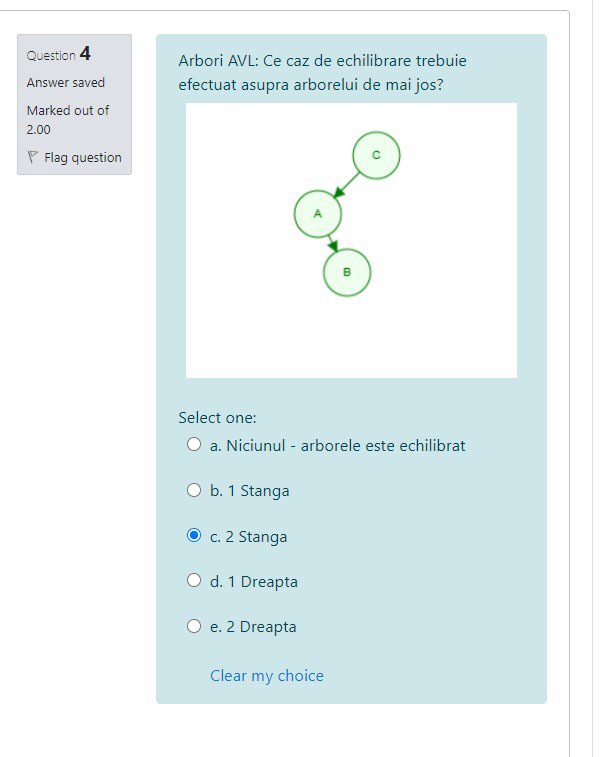 Question 4
Answer saved
Marked out of
2.00
Flag question
Arbori AVL: Ce caz de echilibrare trebuie
efectuat asupra arborelui de mai jos?
C
A
B
Select one:
a. Niciunul - arborele este echilibrat
b. 1 Stanga
c. 2 Stanga
d. 1 Dreapta
e. 2 Dreapta
Clear my choice